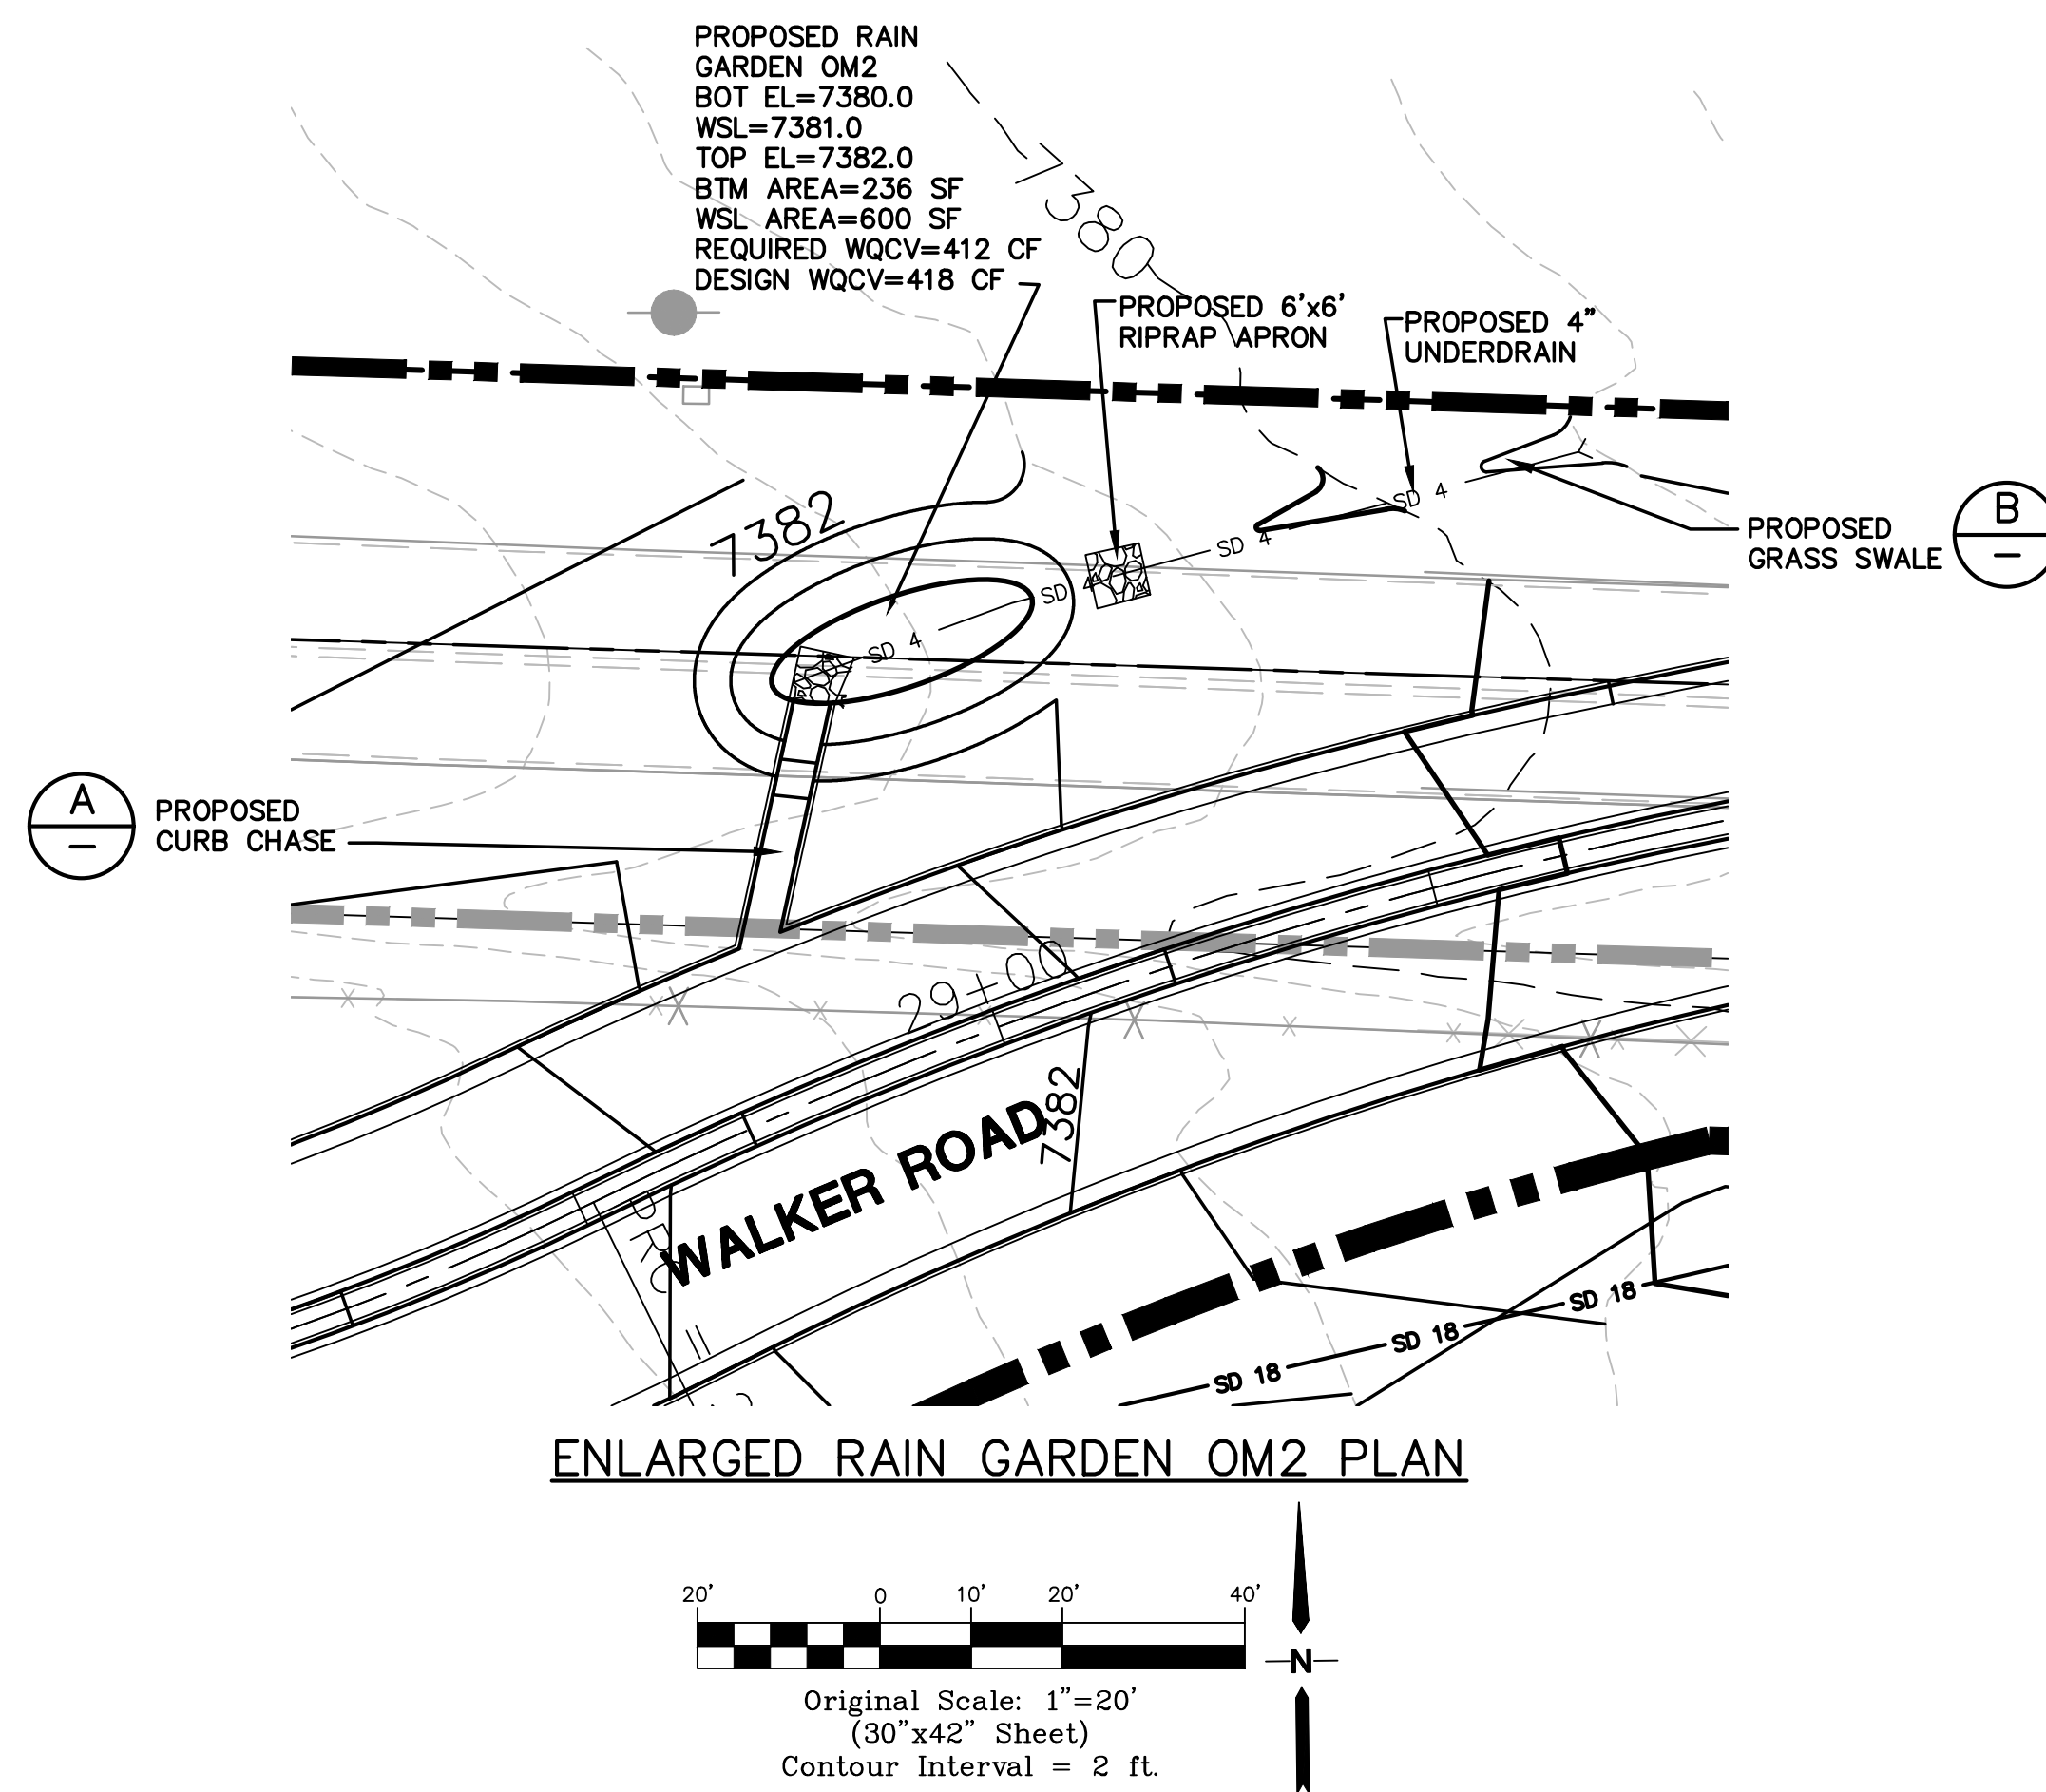 PROPOSED RAIN
GARDEN OM2
BOT EL=7380.0
WSL=7381.0
TOP EL=7382.0
BTM AREA=236 SF
WSL AREA=600 SF
REQUIRED WQCV=412 CF
DESIGN WQCV=418 CF
7380
PROPOSED 6'x6'
RIPRAP APRON
PROPOSED 4"
UNDERDRAIN
7382
SD 4
SD 4
SD 4
SD 4
PROPOSED
GRASS SWALE
B
–
A
–
PROPOSED
CURB CHASE
29+00
7382
WALKER ROAD
SD 18
SD 18
SD 18
ENLARGED RAIN GARDEN OM2 PLAN
20' 0 10' 20' 40'
N
Original Scale: 1"=20'
(30"x42" Sheet)
Contour Interval = 2 ft.